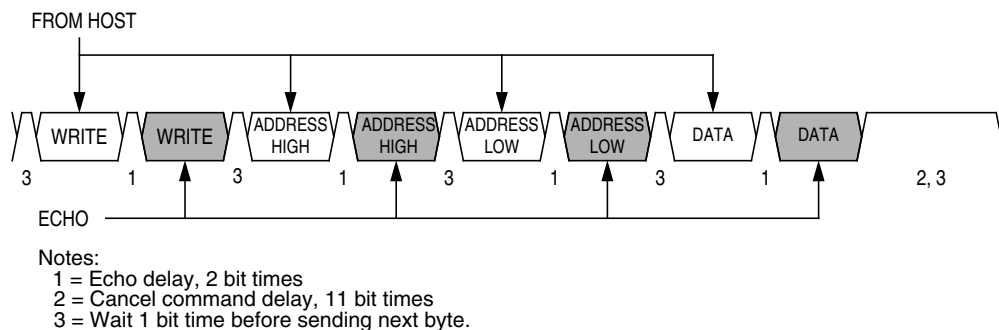 FROM HOST
WRITE WRITE ADDRESS HIGH ADDRESS HIGH ADDRESS LOW ADDRESS LOW DATA DATA
3 1 3 1 3 1 3 1 2, 3
ECHO
Notes:
1 = Echo delay, 2 bit times
2 = Cancel command delay, 11 bit times
3 = Wait 1 bit time before sending next byte.